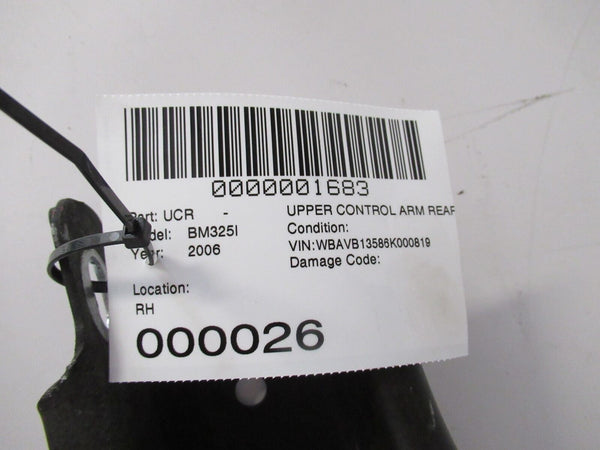 0000001683
Part: UCR - UPPER CONTROL ARM REAR
Model: BM325I Condition:
Year: 2006 VIN:WBAVB13586K000819
Damage Code:
Location:
RH
000026